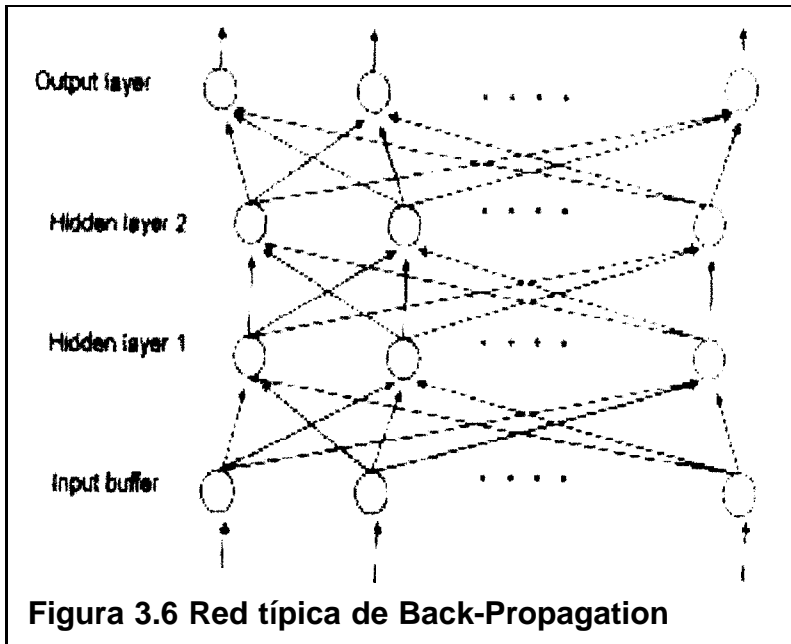 Output layer
Hidden layer 2
Hidden layer 1
Input buffer
Figura 3.6 Red típica de Back-Propagation